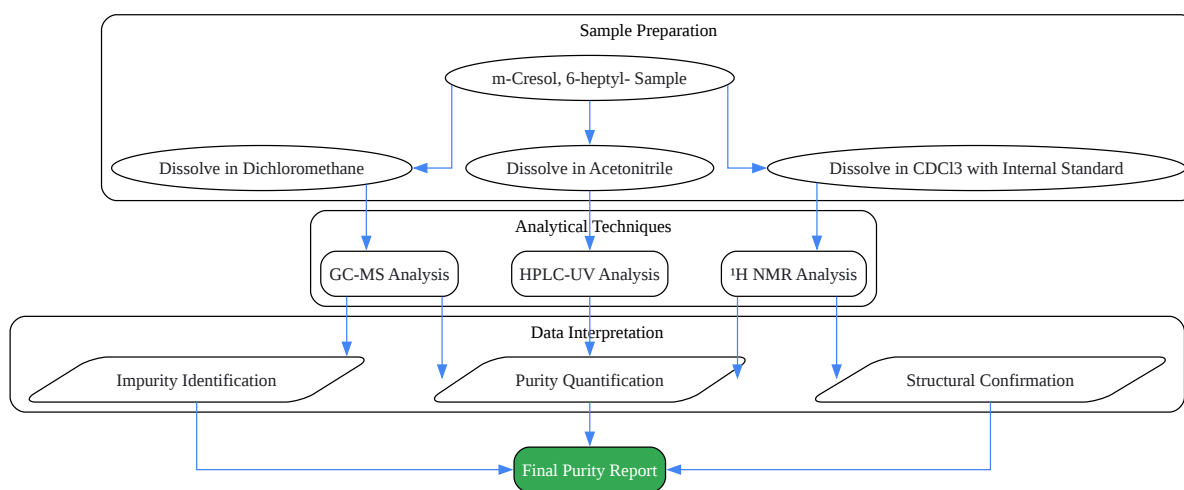 Sample Preparation
m-Cresol, 6-heptyl- Sample
Dissolve in Dichloromethane
Dissolve in Acetonitrile
Dissolve in CDCl3 with Internal Standard
Analytical Techniques
GC-MS Analysis
HPLC-UV Analysis
¹H NMR Analysis
Data Interpretation
Impurity Identification
Purity Quantification
Structural Confirmation
Final Purity Report